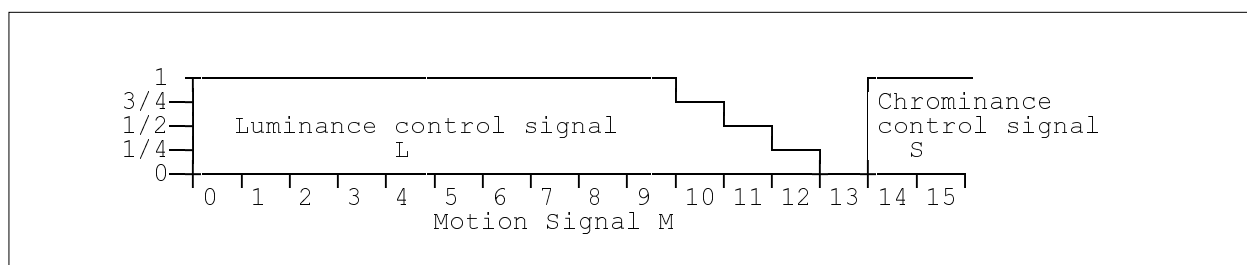 1
3/4
Chrominance
1/2 Luminance control signal control signal
1/4 L S
0
0 1 2 3 4 5 6 7 8 9 10 11 12 13 14 15
Motion Signal M